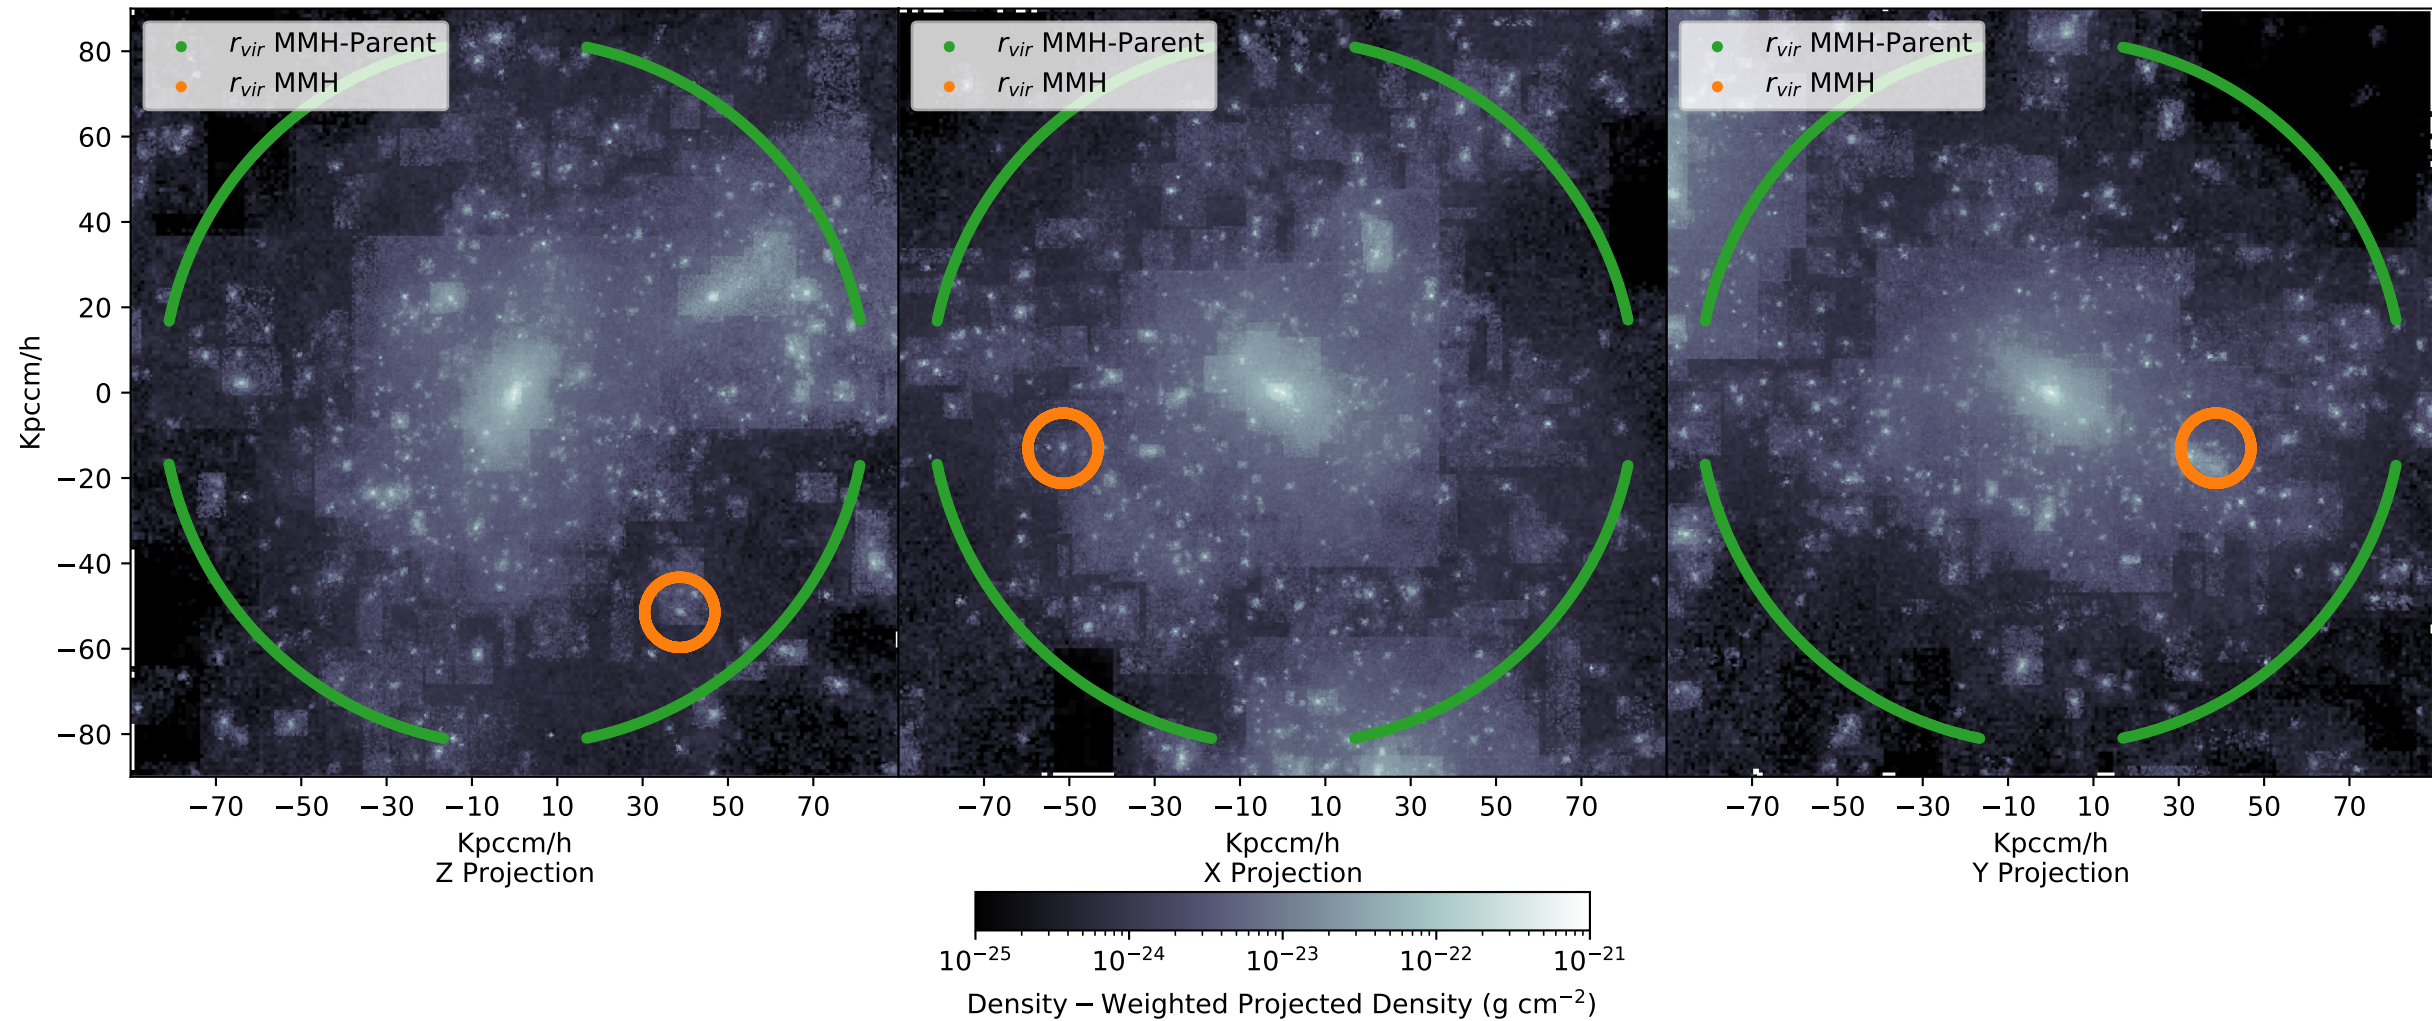 r_vir MMH-Parent
r_vir MMH
r_vir MMH-Parent
r_vir MMH
r_vir MMH-Parent
r_vir MMH
80
60
40
20
0
−20
−40
−60
−80
Kpccm/h
−70 −50 −30 −10 10 30 50 70
−70 −50 −30 −10 10 30 50 70
−70 −50 −30 −10 10 30 50 70
Kpccm/h
Z Projection
Kpccm/h
X Projection
Kpccm/h
Y Projection
10⁻²⁵ 10⁻²⁴ 10⁻²³ 10⁻²² 10⁻²¹
Density − Weighted Projected Density (g cm⁻²)